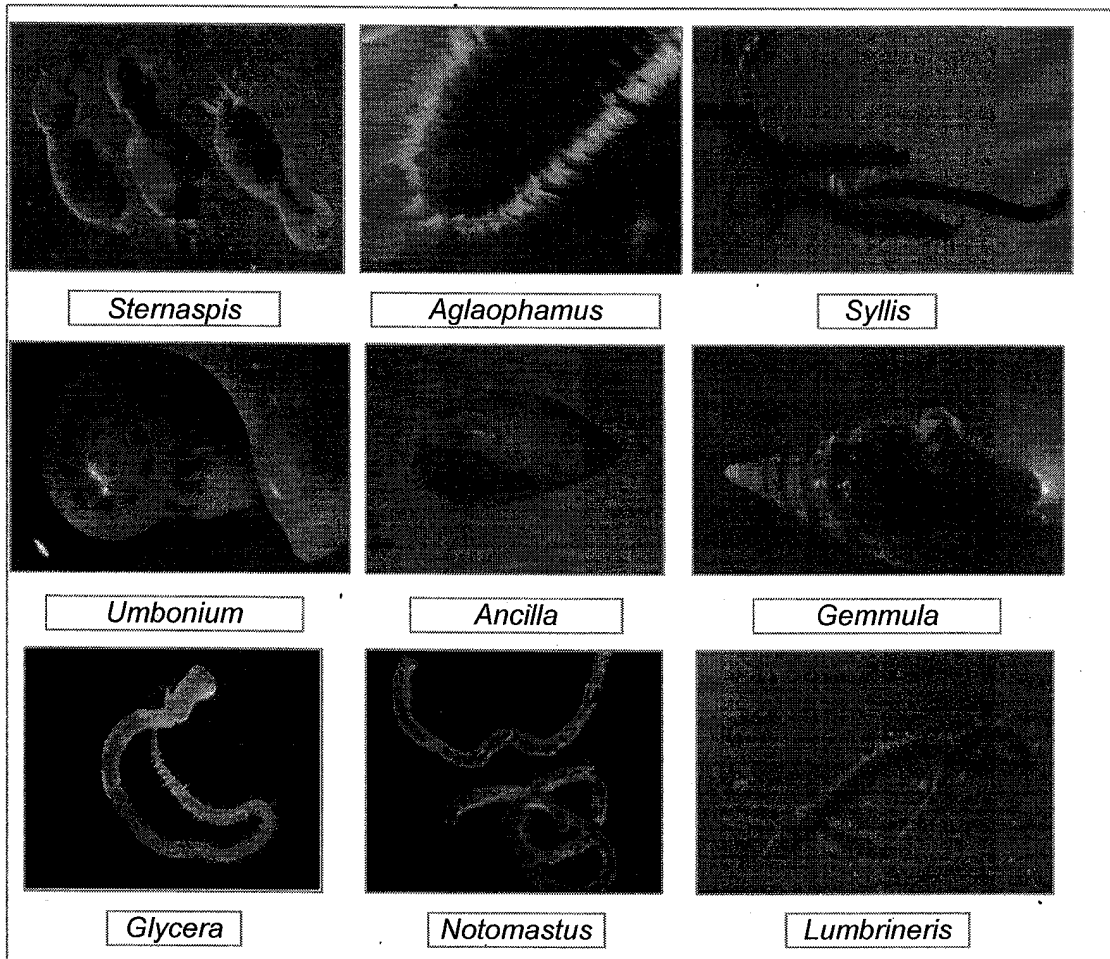 Sternaspis
Aglaophamus
Syllis
Umbonium
Ancilla
Gemmula
Glycera
Notomastus
Lumbrineris